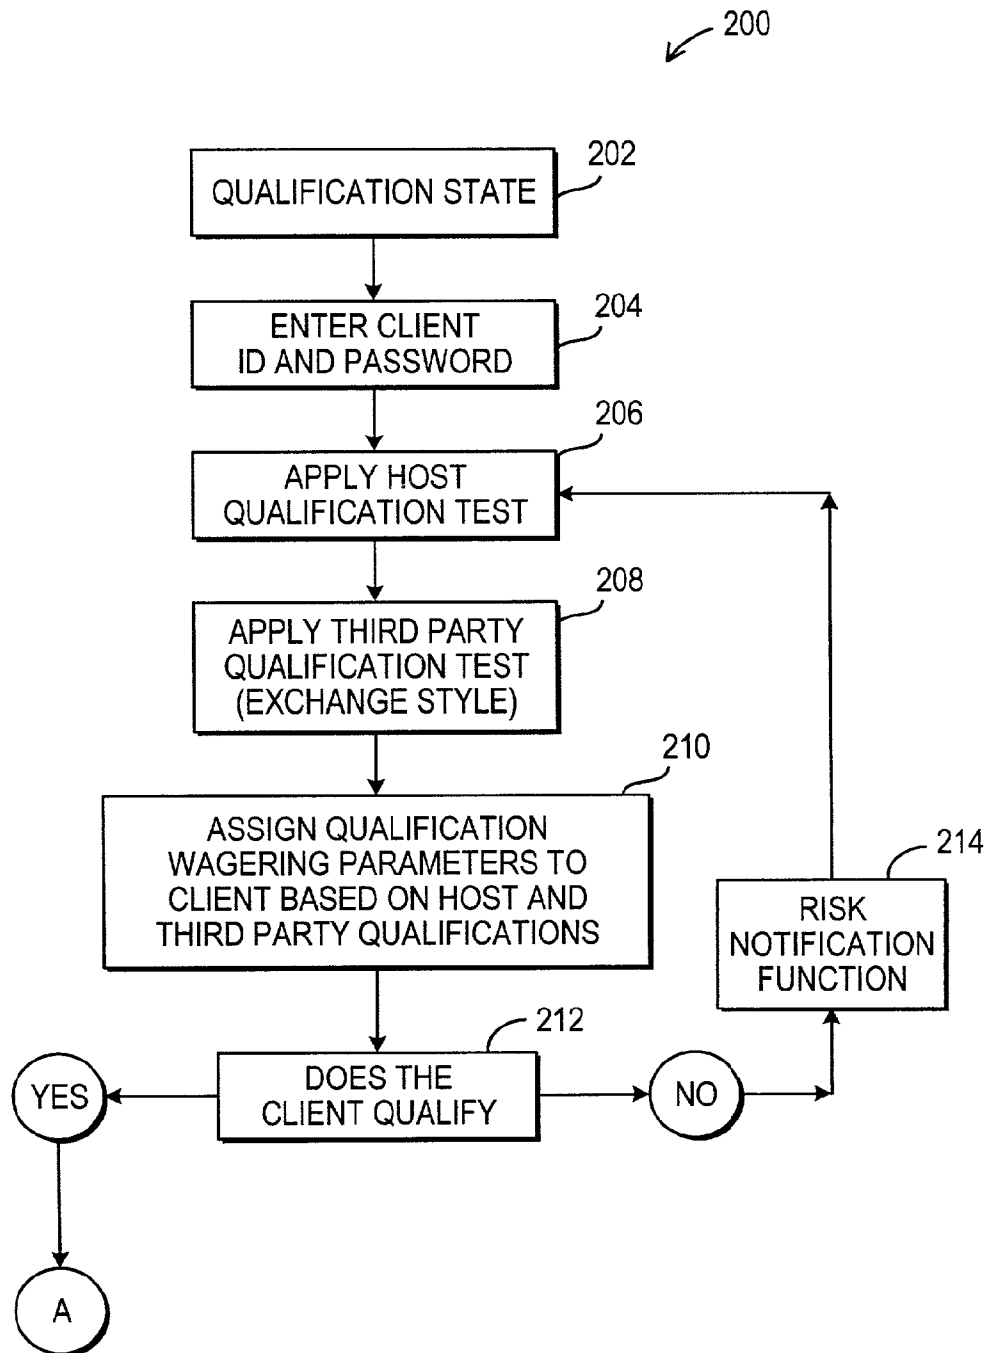 200
202
QUALIFICATION STATE
204
ENTER CLIENT
ID AND PASSWORD
206
APPLY HOST
QUALIFICATION TEST
208
APPLY THIRD PARTY
QUALIFICATION TEST
(EXCHANGE STYLE)
210
ASSIGN QUALIFICATION
WAGERING PARAMETERS TO
CLIENT BASED ON HOST AND
THIRD PARTY QUALIFICATIONS
214
RISK
NOTIFICATION
FUNCTION
212
DOES THE
CLIENT QUALIFY
YES
NO
A